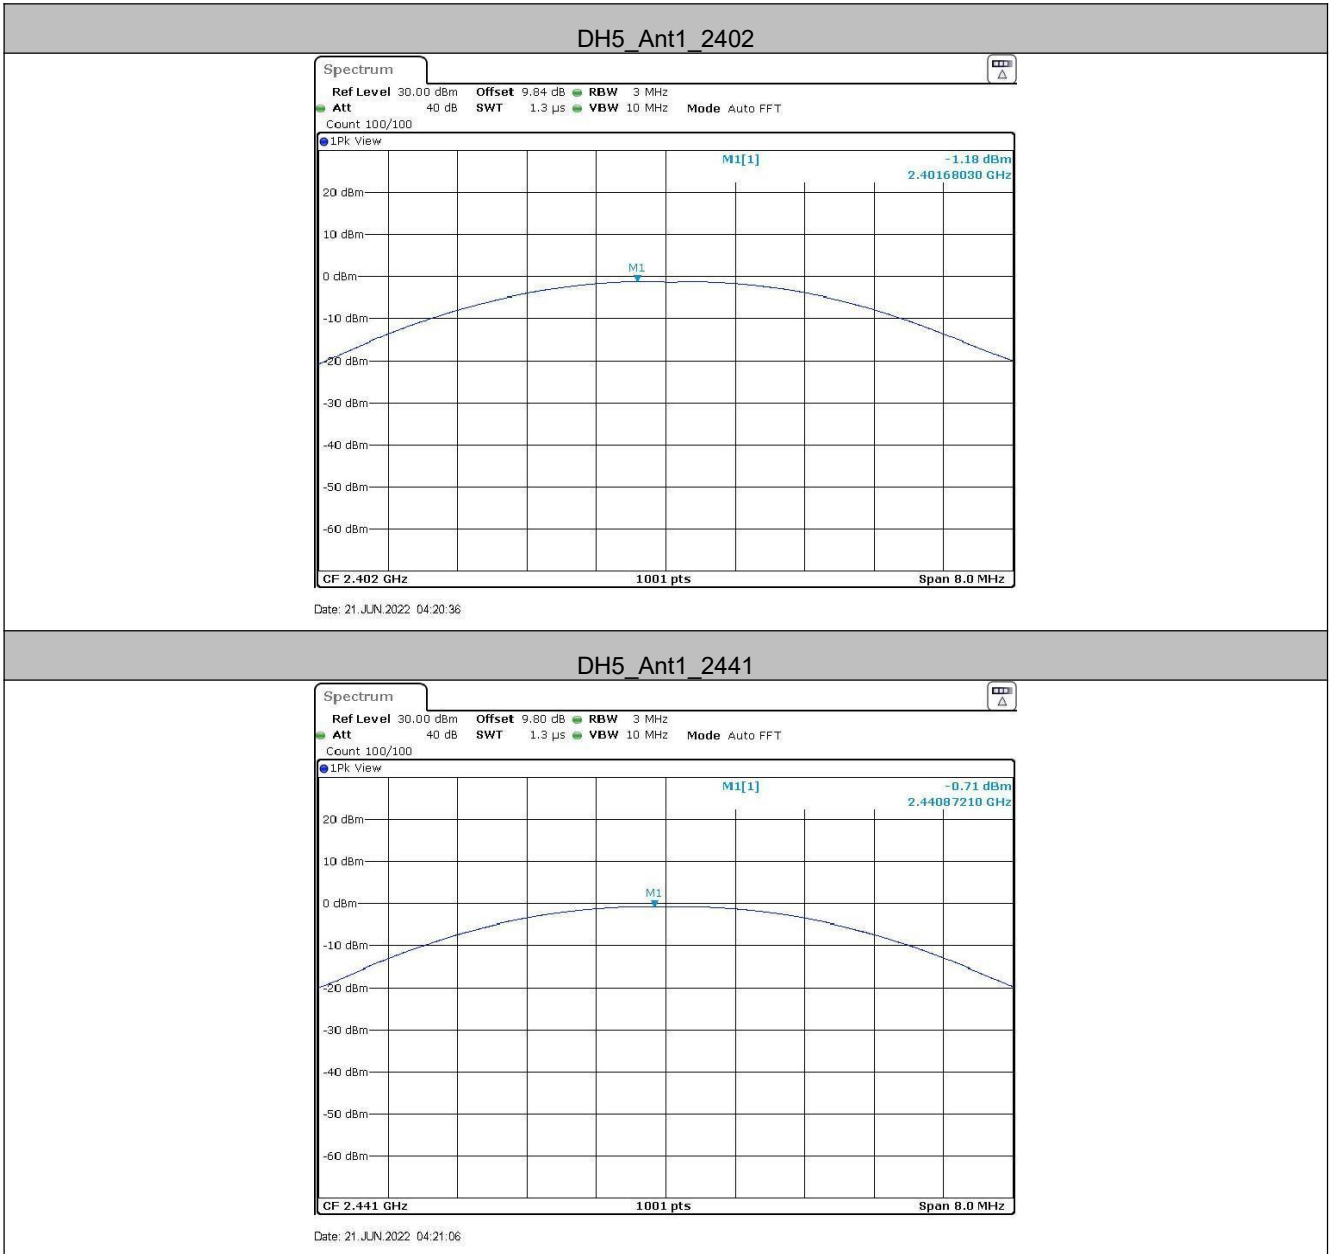 DH5_Ant1_2402
Spectrum
Ref Level 30.00 dBm Offset 9.84 dB RBW 3 MHz
Att 40 dB SWT 1.3 µs VBW 10 MHz Mode Auto FFT
Count 100/100
1Pk View
M1[1] -1.18 dBm
2.40168030 GHz
20 dBm
10 dBm
M1
0 dBm
-10 dBm
-20 dBm
-30 dBm
-40 dBm
-50 dBm
-60 dBm
CF 2.402 GHz 1001 pts Span 8.0 MHz
Date: 21.JUN.2022 04:20:36
DH5_Ant1_2441
Spectrum
Ref Level 30.00 dBm Offset 9.80 dB RBW 3 MHz
Att 40 dB SWT 1.3 µs VBW 10 MHz Mode Auto FFT
Count 100/100
1Pk View
M1[1] -0.71 dBm
2.44087210 GHz
20 dBm
10 dBm
M1
0 dBm
-10 dBm
-20 dBm
-30 dBm
-40 dBm
-50 dBm
-60 dBm
CF 2.441 GHz 1001 pts Span 8.0 MHz
Date: 21.JUN.2022 04:21:06